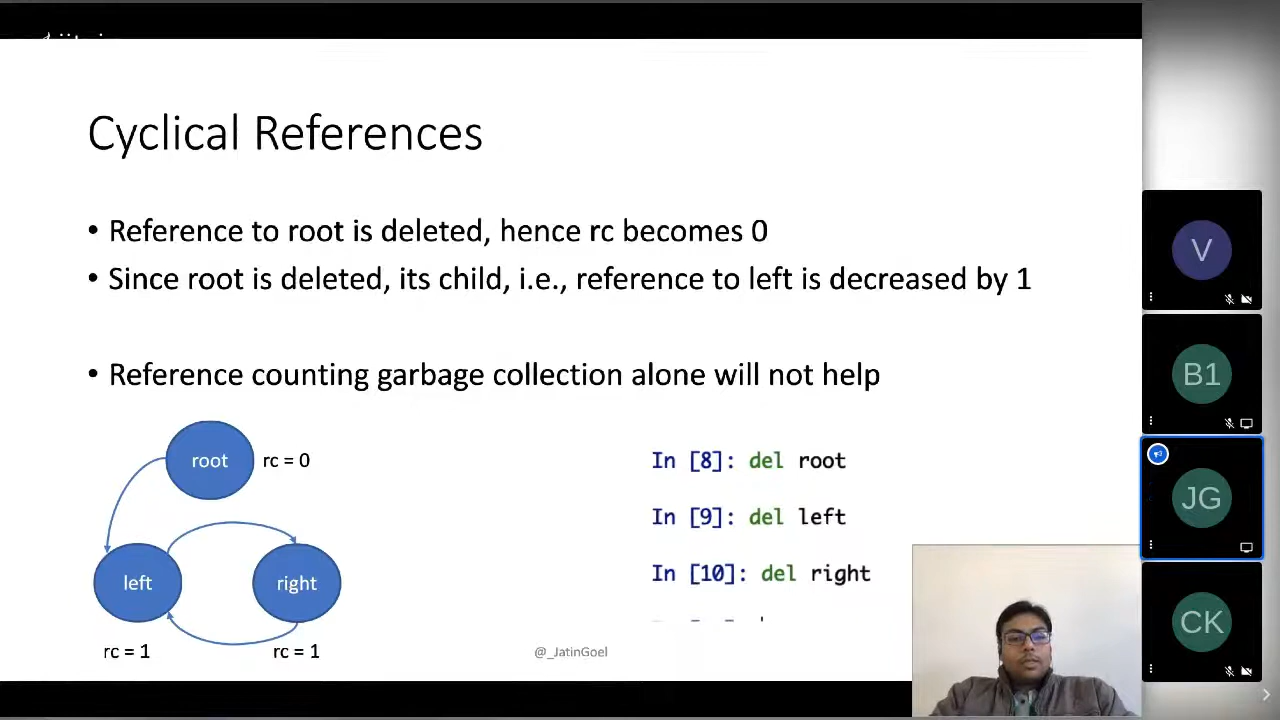 Cyclical References
• Reference to root is deleted, hence rc becomes 0
• Since root is deleted, its child, i.e., reference to left is decreased by 1
• Reference counting garbage collection alone will not help
root
rc = 0
left
right
rc = 1
rc = 1
In [8]: del root
In [9]: del left
In [10]: del right
@_JatinGoel
V
B1
JG
CK